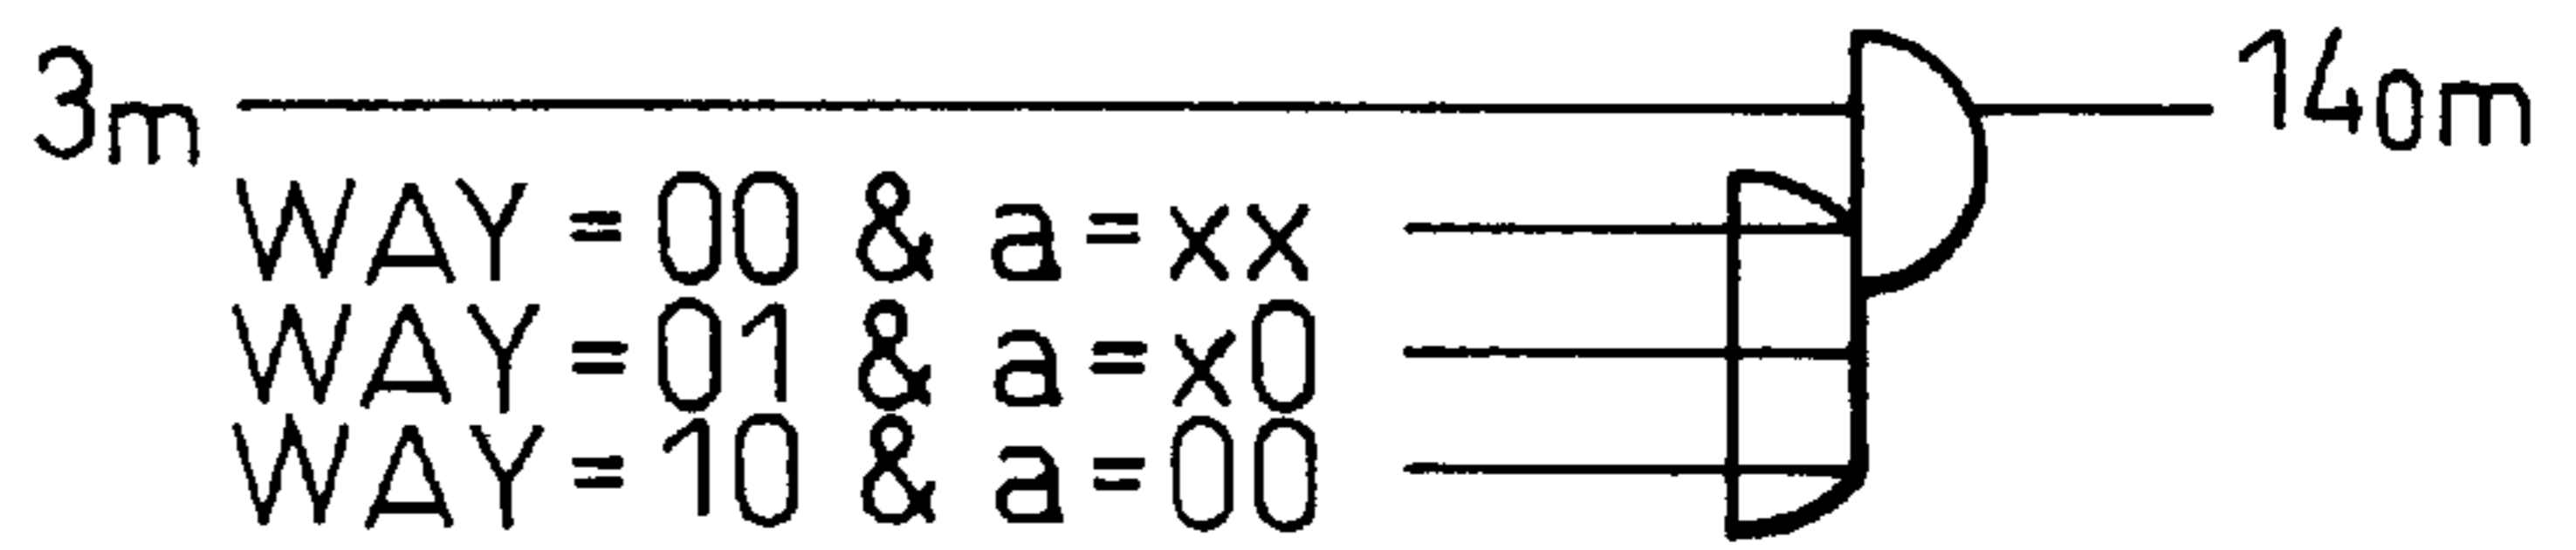 3m 140m
WAY = 00 & a = xx
WAY = 01 & a = x0
WAY = 10 & a = 00